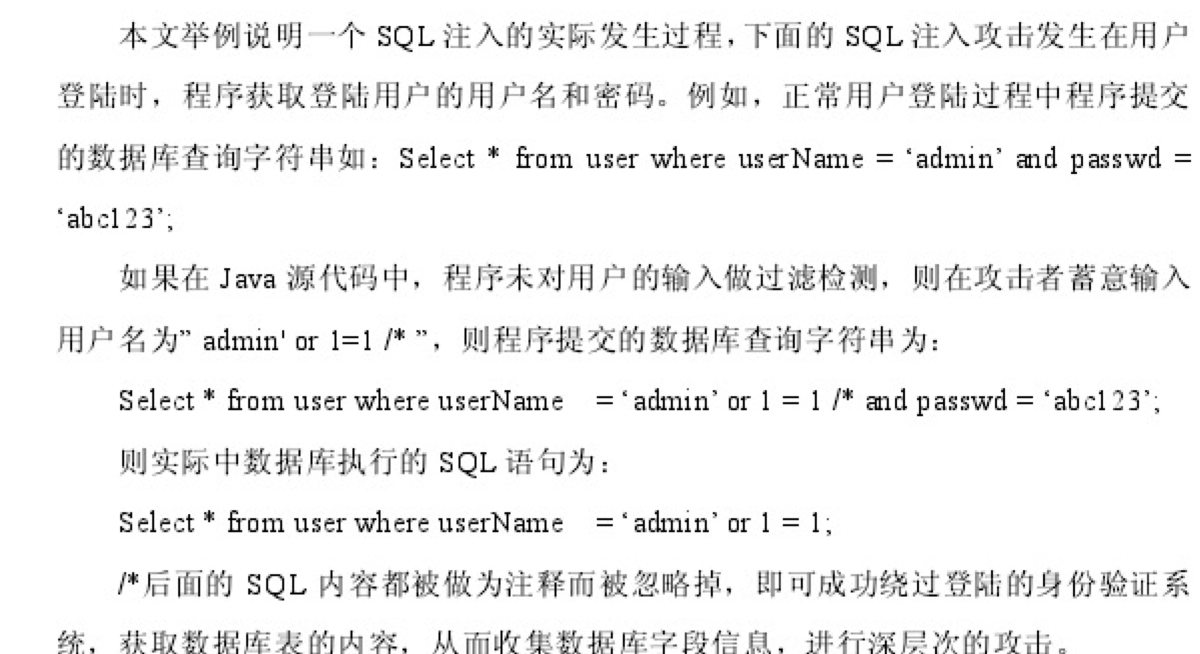 本文举例说明一个 SQL 注入的实际发生过程，下面的 SQL 注入攻击发生在用户
登陆时，程序获取登陆用户的用户名和密码。例如，正常用户登陆过程中程序提交
的数据库查询字符串如：Select * from user where userName = ‘admin’ and passwd =
‘abc123’;
如果在 Java 源代码中，程序未对用户的输入做过滤检测，则在攻击者蓄意输入
用户名为” admin' or 1=1 /* ”，则程序提交的数据库查询字符串为：
Select * from user where userName = ‘admin’ or 1 = 1 /* and passwd = ‘abc123’;
则实际中数据库执行的 SQL 语句为：
Select * from user where userName = ‘admin’ or 1 = 1;
/*后面的 SQL 内容都被做为注释而被忽略掉，即可成功绕过登陆的身份验证系
统，获取数据库表的内容，从而收集数据库字段信息，进行深层次的攻击。